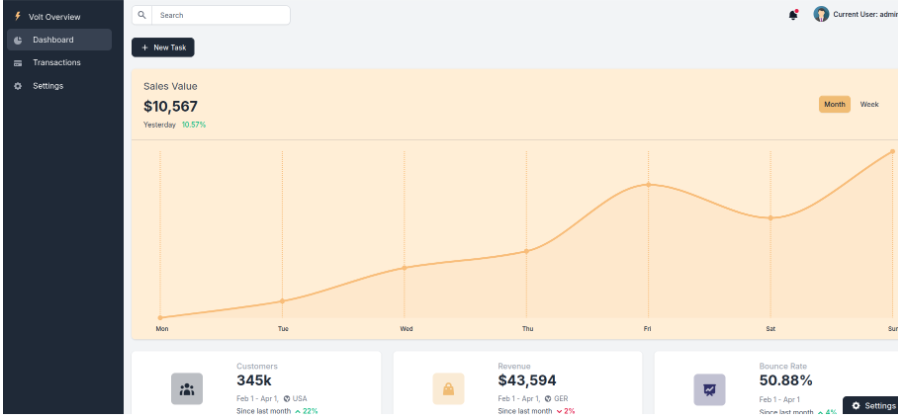 Volt Overview
Search
Current User: admin
Dashboard
Transactions
Settings
New Task
Sales Value
$10,567
Yesterday 10.57%
Month Week
Mon Tue Wed Thu Fri Sat Sun
Customers
345k
Feb 1 - Apr 1, USA
Since last month 22%
Revenue
$43,594
Feb 1 - Apr 1, GER
Since last month 2%
Bounce Rate
50.88%
Feb 1 - Apr 1
Since last month 4%
Settings